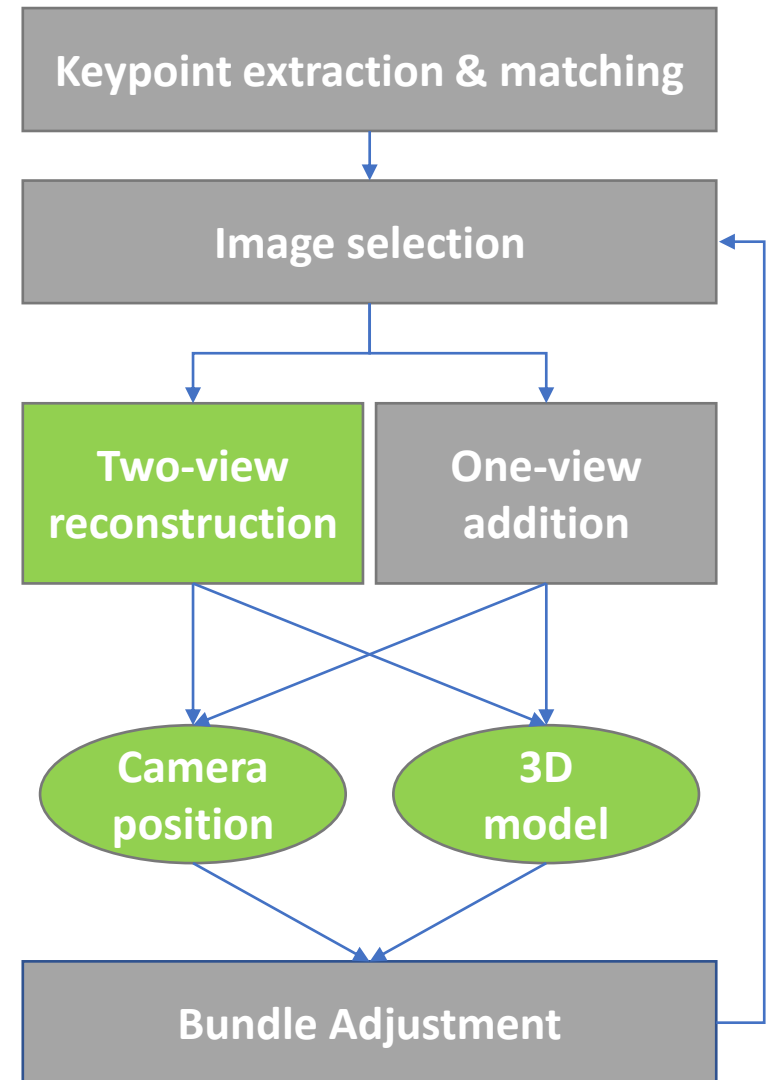 Keypoint extraction & matching
Image selection
Two-view
reconstruction
One-view
addition
Camera
position
3D
model
Bundle Adjustment